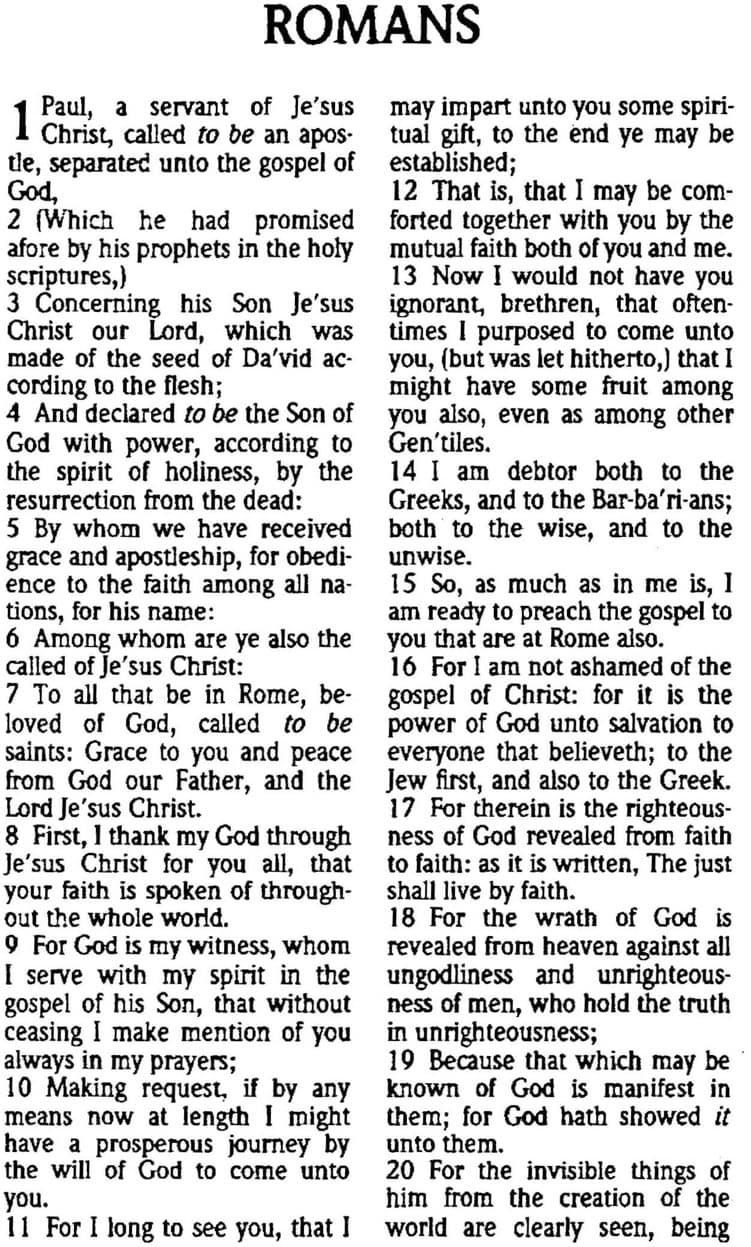 ROMANS
1 Paul, a servant of Je'sus
Christ, called to be an apos-
tle, separated unto the gospel of
God,
2 (Which he had promised
afore by his prophets in the holy
scriptures,)
3 Concerning his Son Je'sus
Christ our Lord, which was
made of the seed of Da'vid ac-
cording to the flesh;
4 And declared to be the Son of
God with power, according to
the spirit of holiness, by the
resurrection from the dead:
5 By whom we have received
grace and apostleship, for obedi-
ence to the faith among all na-
tions, for his name:
6 Among whom are ye also the
called of Je'sus Christ:
7 To all that be in Rome, be-
loved of God, called to be
saints: Grace to you and peace
from God our Father, and the
Lord Je'sus Christ.
8 First, I thank my God through
Je'sus Christ for you all, that
your faith is spoken of through-
out the whole world.
9 For God is my witness, whom
I serve with my spirit in the
gospel of his Son, that without
ceasing I make mention of you
always in my prayers;
10 Making request, if by any
means now at length I might
have a prosperous journey by
the will of God to come unto
you.
11 For I long to see you, that I
may impart unto you some spiri-
tual gift, to the end ye may be
established;
12 That is, that I may be com-
forted together with you by the
mutual faith both of you and me.
13 Now I would not have you
ignorant, brethren, that often-
times I purposed to come unto
you, (but was let hitherto,) that I
might have some fruit among
you also, even as among other
Gen'tiles.
14 I am debtor both to the
Greeks, and to the Bar-ba'ri-ans;
both to the wise, and to the
unwise.
15 So, as much as in me is, I
am ready to preach the gospel to
you that are at Rome also.
16 For I am not ashamed of the
gospel of Christ: for it is the
power of God unto salvation to
everyone that believeth; to the
Jew first, and also to the Greek.
17 For therein is the righteous-
ness of God revealed from faith
to faith: as it is written, The just
shall live by faith.
18 For the wrath of God is
revealed from heaven against all
ungodliness and unrighteous-
ness of men, who hold the truth
in unrighteousness;
19 Because that which may be
known of God is manifest in
them; for God hath showed it
unto them.
20 For the invisible things of
him from the creation of the
world are clearly seen, being